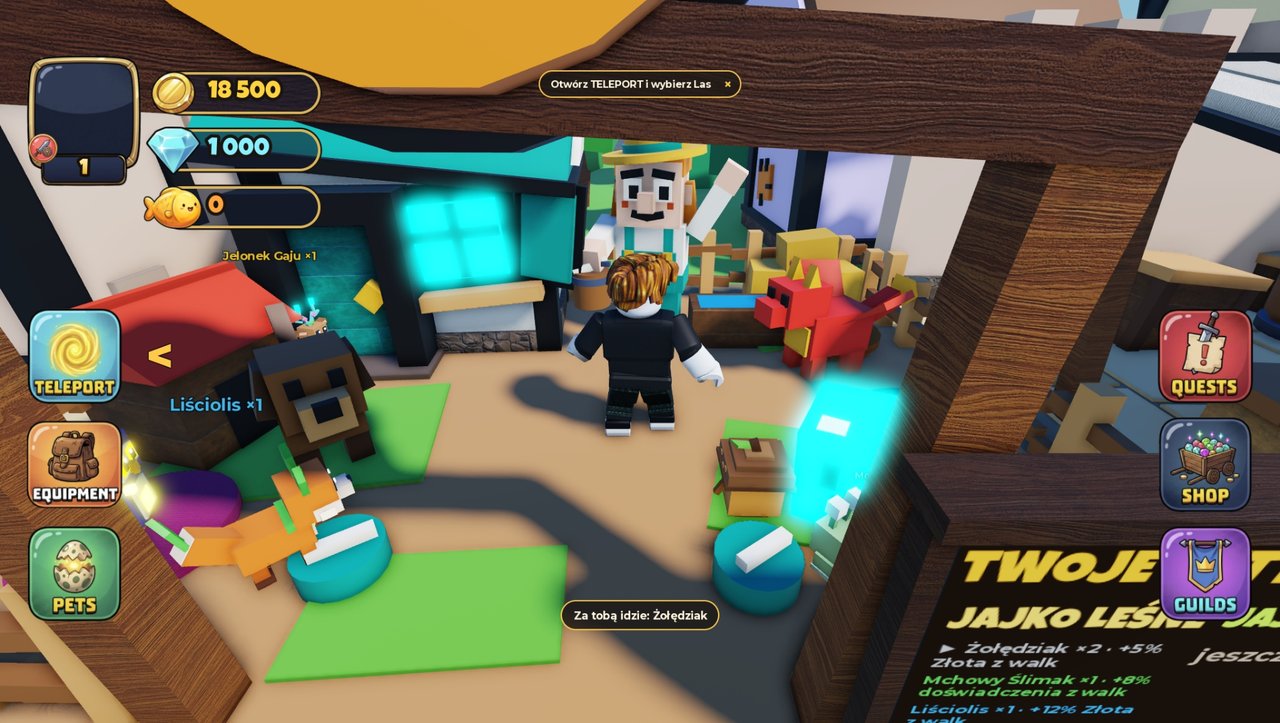 18 500
Otwórz TELEPORT i wybierz Las ×
1 000
1
0
Jelonek Gaju ×1
<
TELEPORT
Liściolis ×1
QUESTS
EQUIPMENT
SHOP
PETS
Za tobą idzie: Żołędziak
GUILDS
TWOJE
JAJKO
► Żołędziak ×2 · +5%
Złota z walk
Mchowy Ślimak ×1 · +8%
doświadczenia z walk
Liściolis ×1 · +12% Złota
z walk